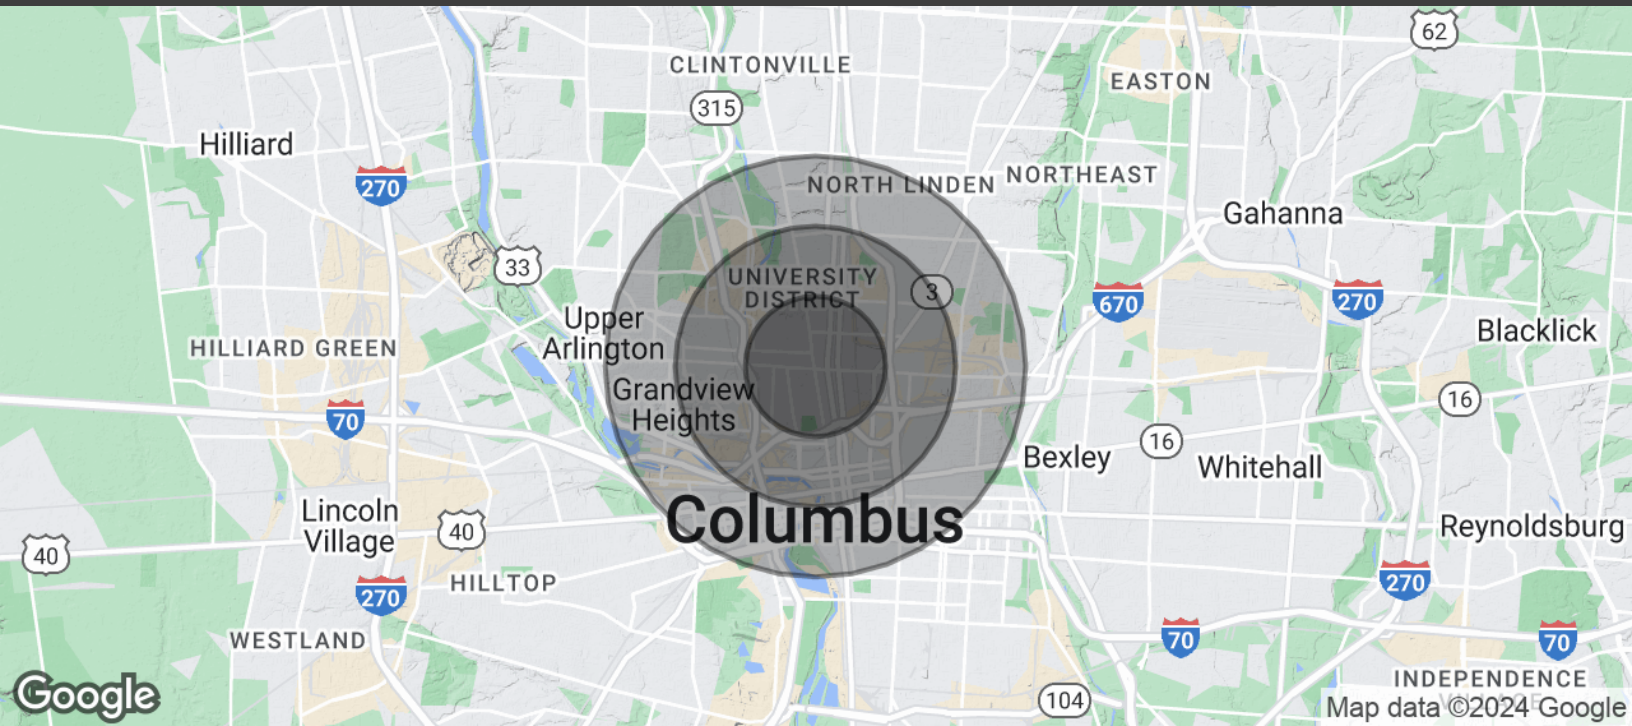 62
CLINTONVILLE
EASTON
315
Hilliard
NORTHEAST
270
NORTH LINDEN
Gahanna
33
UNIVERSITY
DISTRICT
3
670
270
Upper
Arlington
Blacklick
HILLIARD GREEN
Grandview
Heights
16
70
16
Bexley
Whitehall
Lincoln
Village
40
Columbus
Reynoldsburg
40
HILLTOP
270
270
WESTLAND
70
70
INDEPENDENCE
VILLAGE
Google
104
Map data ©2024 Google